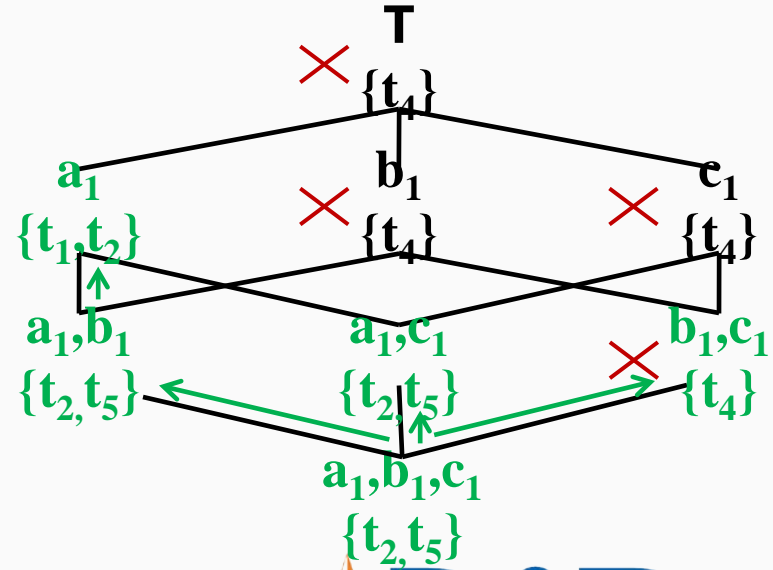 T
{t4}
a1 b1 c1
{t1,t2} {t4} {t4}
a1,b1 a1,c1 b1,c1
{t2,t5} {t2,t5} {t4}
a1,b1,c1
{t2,t5}